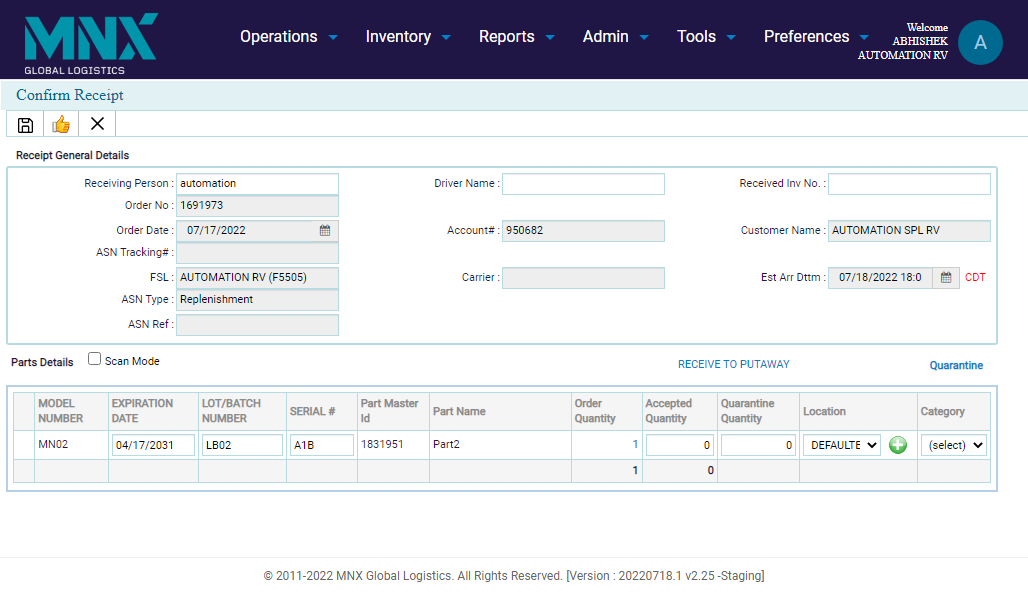 MNX
GLOBAL LOGISTICS
Operations Inventory Reports Admin Tools Preferences
Welcome
ABHISHEK
AUTOMATION RV
A
Confirm Receipt
Receipt General Details
Receiving Person : automation Driver Name : Received Inv No. :
Order No : 1691973
Order Date : 07/17/2022 Account# : 950682 Customer Name : AUTOMATION SPL RV
ASN Tracking# :
FSL : AUTOMATION RV (F5505) Carrier : Est Arr Dttm : 07/18/2022 18:0 CDT
ASN Type : Replenishment
ASN Ref :
Parts Details Scan Mode RECEIVE TO PUTAWAY Quarantine
MODEL NUMBER EXPIRATION DATE LOT/BATCH NUMBER SERIAL # Part Master Id Part Name Order Quantity Accepted Quantity Quarantine Quantity Location Category
MN02 04/17/2031 LB02 A1B 1831951 Part2 1 0 0 DEFAULTE (select)
1 0
© 2011-2022 MNX Global Logistics. All Rights Reserved. [Version : 20220718.1 v2.25 -Staging]